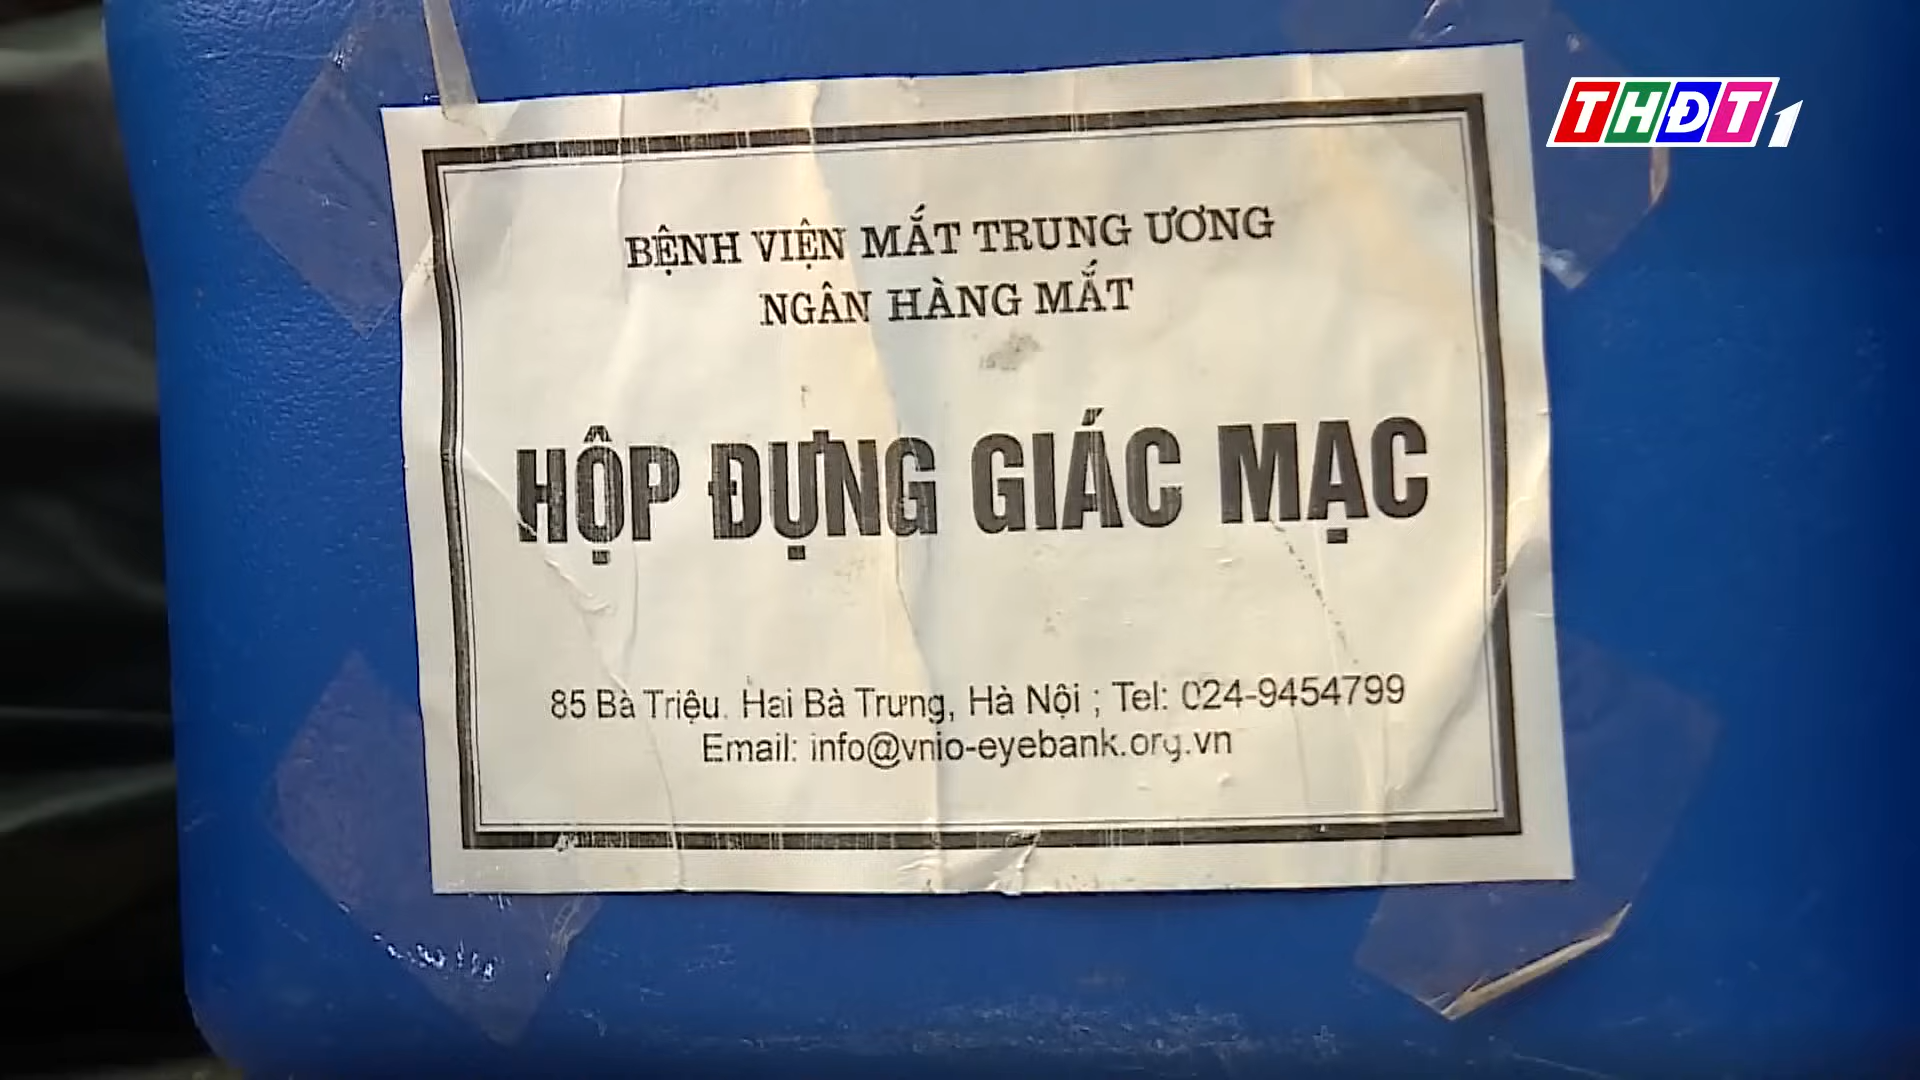 THĐT1
BỆNH VIỆN MẮT TRUNG ƯƠNG
NGÂN HÀNG MẮT
HỘP ĐỰNG GIÁC MẠC
85 Bà Triệu. Hai Bà Trưng, Hà Nội ; Tel: 024-9454799
Email: info@vnio-eyebank.org.vn